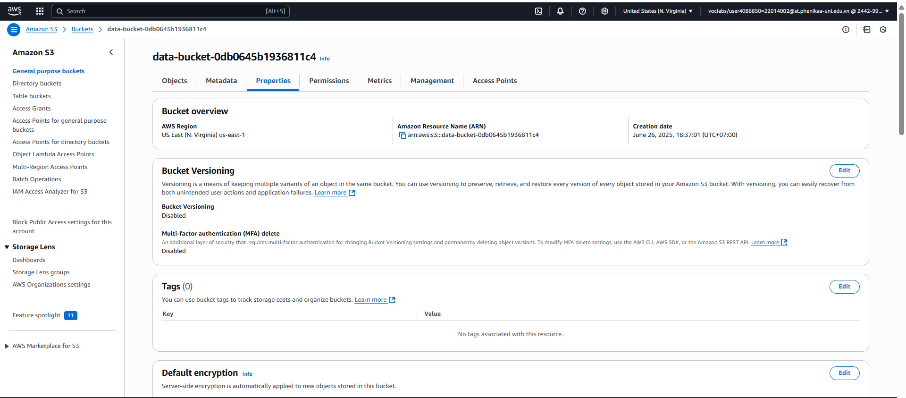 aws
Search
[Alt+S]
United States (N. Virginia)
voclabs/user4086850=22014002@st.phenikaa-uni.edu.vn @ 2442-99...
Amazon S3 > Buckets > data-bucket-0db0645b1936811c4
Amazon S3
General purpose buckets
Directory buckets
Table buckets
Access Grants
Access Points for general purpose
buckets
Access Points for directory buckets
Object Lambda Access Points
Multi-Region Access Points
Batch Operations
IAM Access Analyzer for S3
Block Public Access settings for this
account
Storage Lens
Dashboards
Storage Lens groups
AWS Organizations settings
Feature spotlight 11
AWS Marketplace for S3
data-bucket-0db0645b1936811c4 Info
Objects Metadata Properties Permissions Metrics Management Access Points
Bucket overview
AWS Region
US East (N. Virginia) us-east-1
Amazon Resource Name (ARN)
arn:aws:s3:::data-bucket-0db0645b1936811c4
Creation date
June 26, 2025, 18:37:01 (UTC+07:00)
Bucket Versioning
Edit
Versioning is a means of keeping multiple variants of an object in the same bucket. You can use versioning to preserve, retrieve, and restore every version of every object stored in your Amazon S3 bucket. With versioning, you can easily recover from
both unintended user actions and application failures. Learn more
Bucket Versioning
Disabled
Multi-factor authentication (MFA) delete
An additional layer of security that requires multi-factor authentication for changing Bucket Versioning settings and permanently deleting object versions. To modify MFA delete settings, use the AWS CLI, AWS SDK, or the Amazon S3 REST API. Learn more
Disabled
Tags (0)
Edit
You can use bucket tags to track storage costs and organize buckets. Learn more
Key Value
No tags associated with this resource.
Default encryption Info
Edit
Server-side encryption is automatically applied to new objects stored in this bucket.